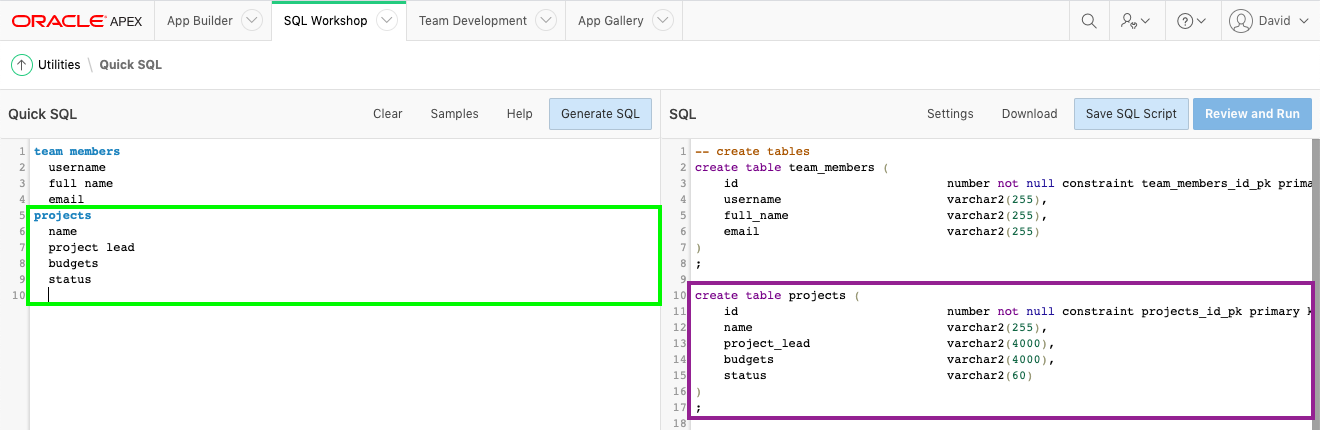 ORACLE APEX App Builder SQL Workshop Team Development App Gallery David
Utilities \ Quick SQL
Quick SQL Clear Samples Help Generate SQL
1 team members
2 username
3 full name
4 email
5 projects
6 name
7 project lead
8 budgets
9 status
10
SQL Settings Download Save SQL Script Review and Run
1 -- create tables
2 create table team_members (
3 id number not null constraint team_members_id_pk prima
4 username varchar2(255),
5 full_name varchar2(255),
6 email varchar2(255)
7 )
8 ;
9
10 create table projects (
11 id number not null constraint projects_id_pk primary
12 name varchar2(255),
13 project_lead varchar2(4000),
14 budgets varchar2(4000),
15 status varchar2(60)
16 )
17 ;
18